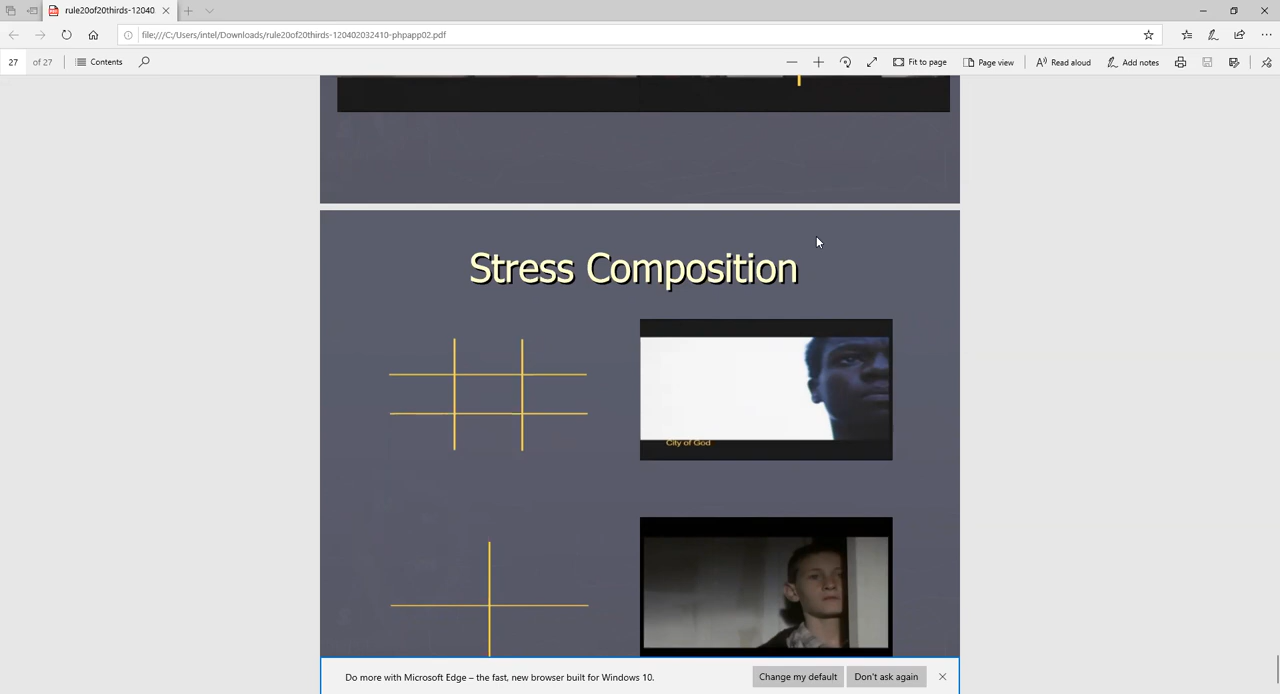 rule20of20thirds-12040
file:///C:/Users/intel/Downloads/rule20of20thirds-120402032410-phpapp02.pdf
27 of 27 Contents Fit to page Page view Read aloud Add notes
Stress Composition
City of God
Do more with Microsoft Edge – the fast, new browser built for Windows 10. Change my default Don't ask again